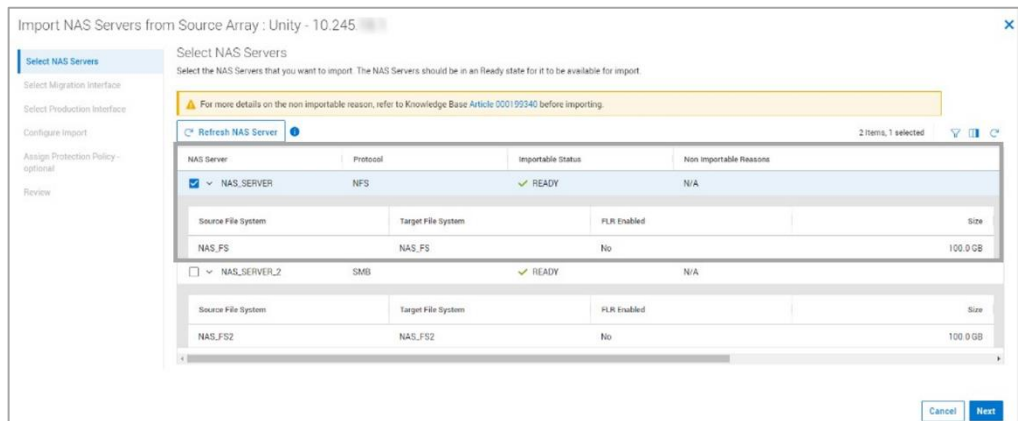 Import NAS Servers from Source Array : Unity - 10.245.
Select NAS Servers
Select Migration Interface
Select Production Interface
Configure Import
Assign Protection Policy - optional
Review
Select NAS Servers
Select the NAS Servers that you want to import. The NAS Servers should be in an Ready state for it to be available for import.
For more details on the non importable reason, refer to Knowledge Base Article 000199340 before importing.
Refresh NAS Server
2 items, 1 selected
NAS Server Protocol Importable Status Non Importable Reasons
NAS_SERVER NFS READY N/A
Source File System Target File System FLR Enabled Size
NAS_FS NAS_FS No 100.0 GB
NAS_SERVER_2 SMB READY N/A
Source File System Target File System FLR Enabled Size
NAS_FS2 NAS_FS2 No 100.0 GB
Cancel Next